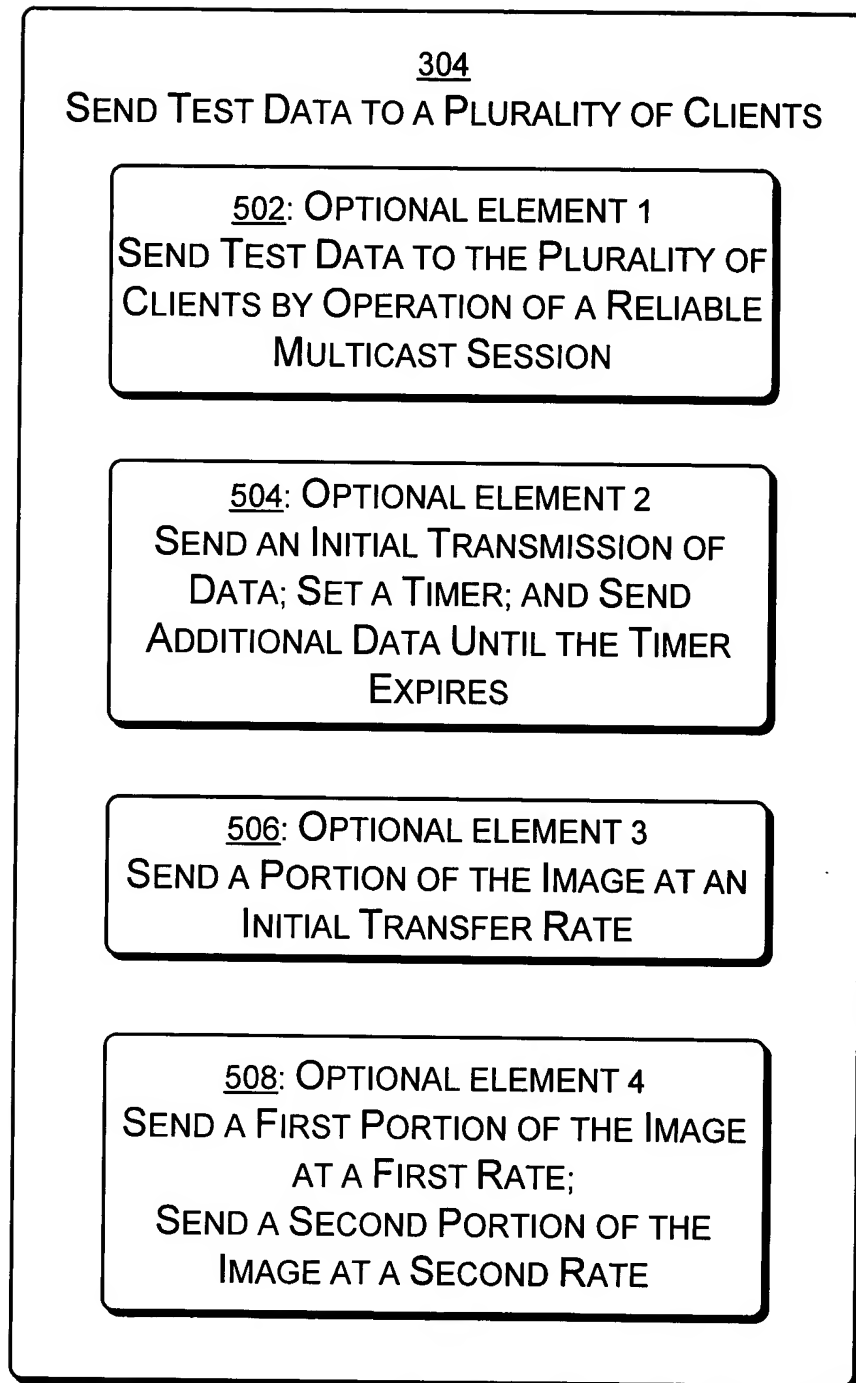 304
SEND TEST DATA TO A PLURALITY OF CLIENTS
502: OPTIONAL ELEMENT 1
SEND TEST DATA TO THE PLURALITY OF
CLIENTS BY OPERATION OF A RELIABLE
MULTICAST SESSION
504: OPTIONAL ELEMENT 2
SEND AN INITIAL TRANSMISSION OF
DATA; SET A TIMER; AND SEND
ADDITIONAL DATA UNTIL THE TIMER
EXPIRES
506: OPTIONAL ELEMENT 3
SEND A PORTION OF THE IMAGE AT AN
INITIAL TRANSFER RATE
508: OPTIONAL ELEMENT 4
SEND A FIRST PORTION OF THE IMAGE
AT A FIRST RATE;
SEND A SECOND PORTION OF THE
IMAGE AT A SECOND RATE